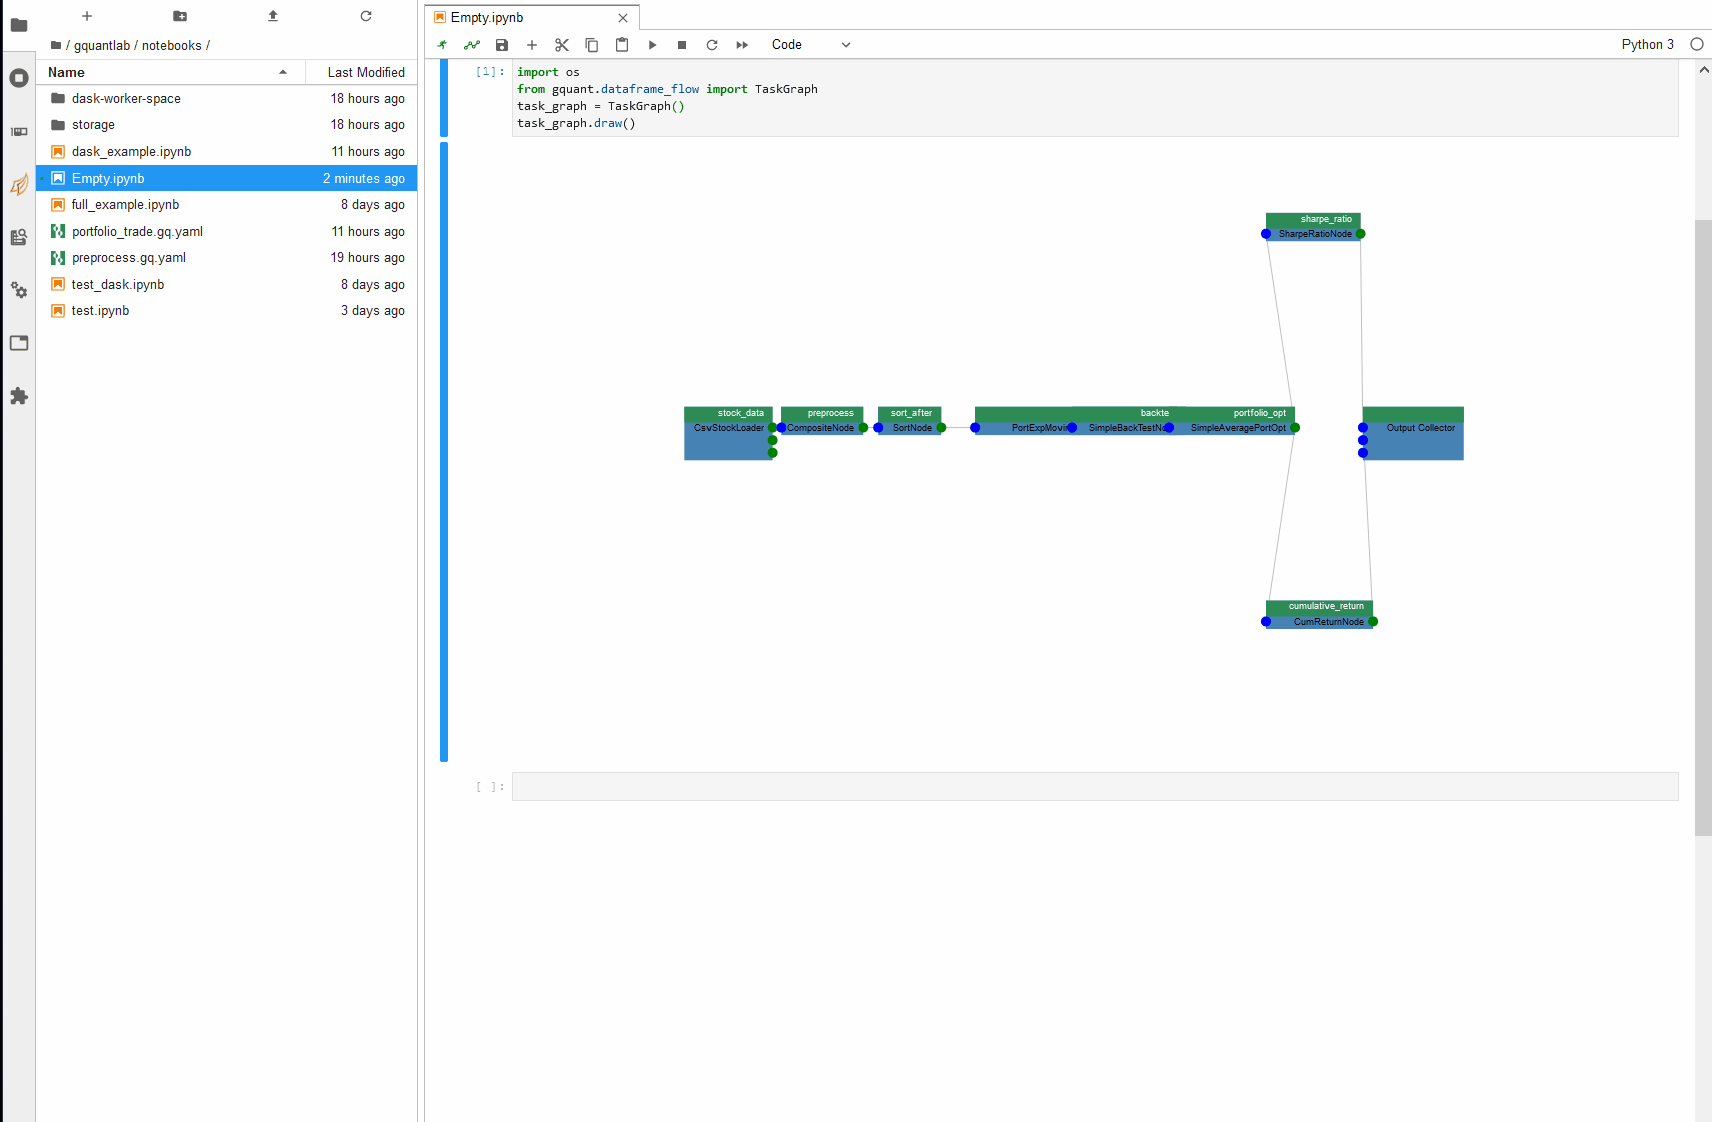 Empty.ipynb
/ gquantlab / notebooks /
Code
Python 3
Name
Last Modified
dask-worker-space
18 hours ago
storage
18 hours ago
dask_example.ipynb
11 hours ago
Empty.ipynb
2 minutes ago
full_example.ipynb
8 days ago
portfolio_trade.gq.yaml
11 hours ago
preprocess.gq.yaml
19 hours ago
test_dask.ipynb
8 days ago
test.ipynb
3 days ago
[1]:
import os
from gquant.dataframe_flow import TaskGraph
task_graph = TaskGraph()
task_graph.draw()
sharpe_ratio
SharpeRatioNode
stock_data
CsvStockLoader
preprocess
CompositeNode
sort_after
SortNode
PortExpMovin
backte
SimpleBackTestNo
portfolio_opt
SimpleAveragePortOpt
Output Collector
cumulative_return
CumReturnNode
[ ]: